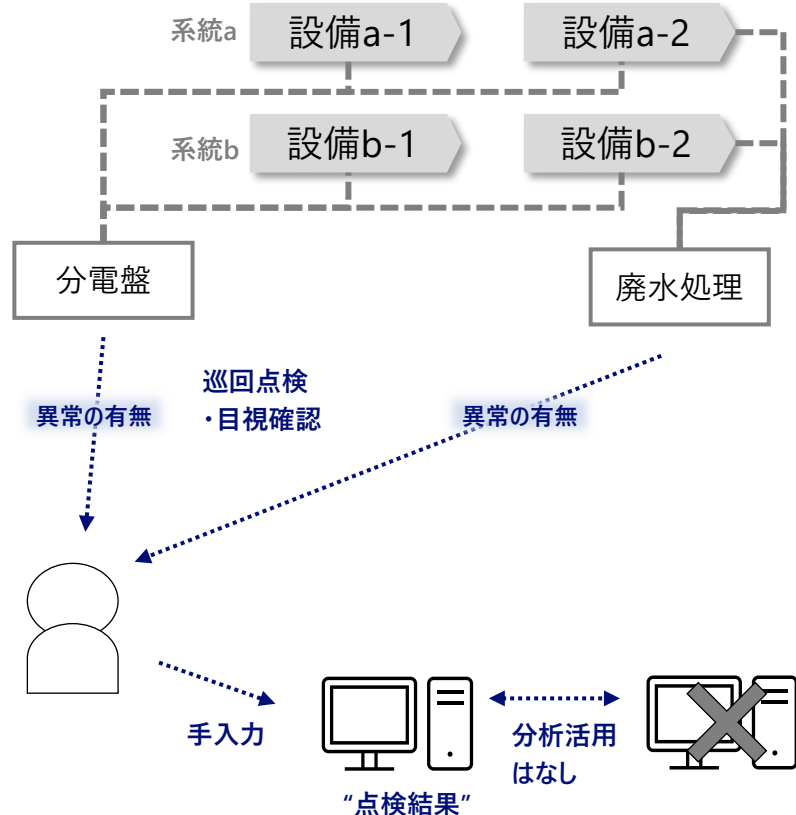 系統a
設備a-1
設備a-2
系統b
設備b-1
設備b-2
分電盤
廃水処理
巡回点検
・目視確認
異常の有無
異常の有無
手入力
分析活用
はなし
“点検結果”